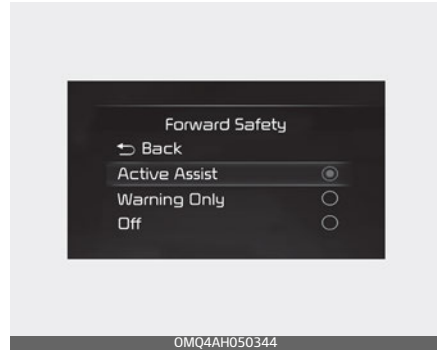 Forward Safety
Back
Active Assist
Warning Only
Off
OMQ4AH050344